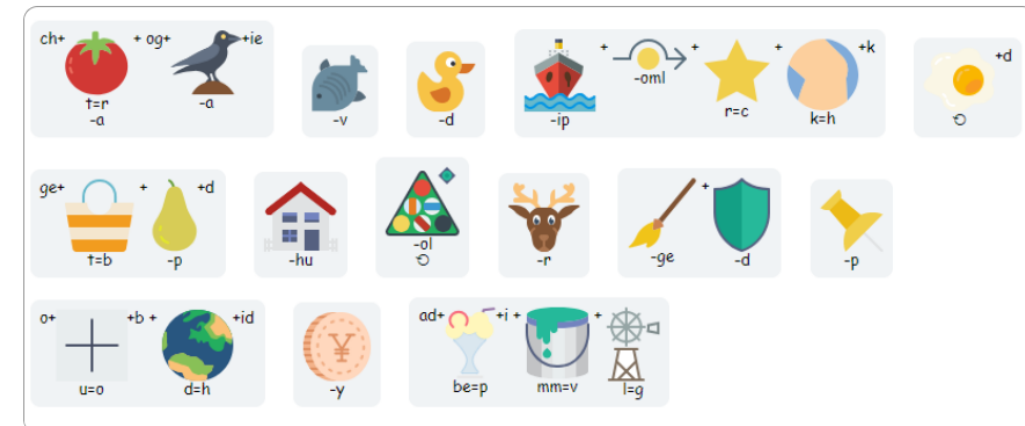 ch+ + og+ +ie
t=r -a
-a -v -d
+ + + +k
-ip -oml r=c k=h
+d
ge+ + +d
t=b -p -hu -ol -r
+
-ge -d -p
o+ +b + +id
u=o d=h
¥
-y
ad+ +i + +
be=p mm=v l=g